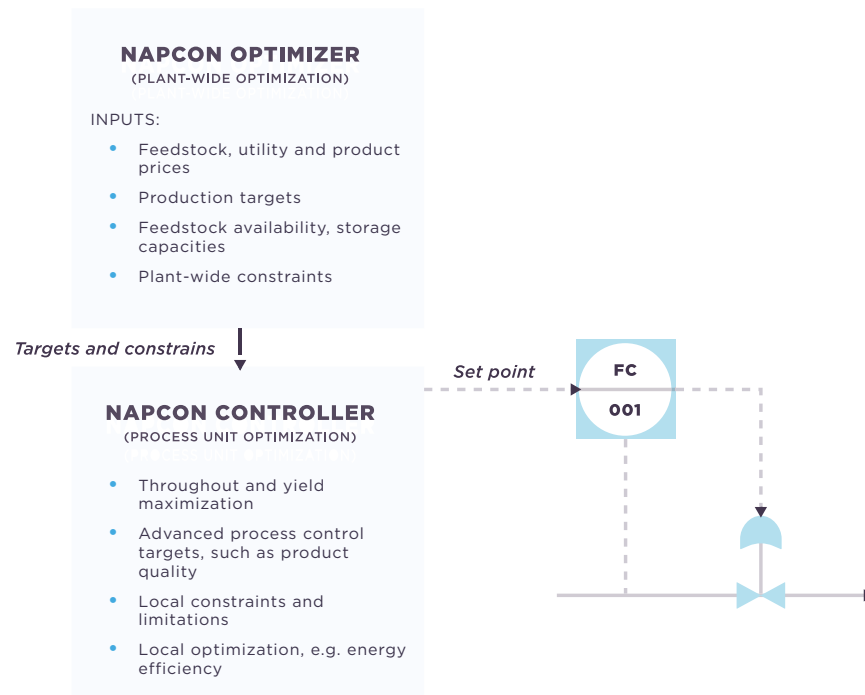 NAPCON OPTIMIZER
(PLANT-WIDE OPTIMIZATION)
INPUTS:
• Feedstock, utility and product
prices
• Production targets
• Feedstock availability, storage
capacities
• Plant-wide constraints
Targets and constrains
NAPCON CONTROLLER
(PROCESS UNIT OPTIMIZATION)
• Throughout and yield
maximization
• Advanced process control
targets, such as product
quality
• Local constraints and
limitations
• Local optimization, e.g. energy
efficiency
Set point
FC
001